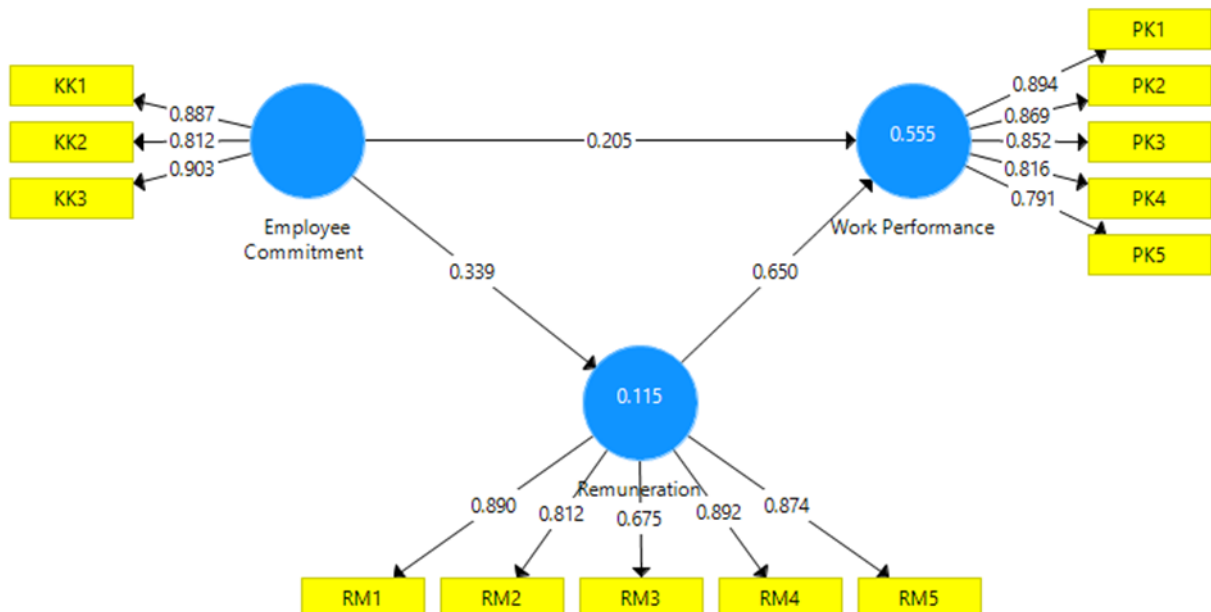 PK1
KK1
0.887
0.894
PK2
0.869
KK2
0.812
0.205
0.555
0.852
PK3
0.903
0.816
KK3
0.791
PK4
Employee
Commitment
Work Performance
PK5
0.339
0.650
0.115
Remuneration
0.890
0.812
0.675
0.892
0.874
RM1
RM2
RM3
RM4
RM5